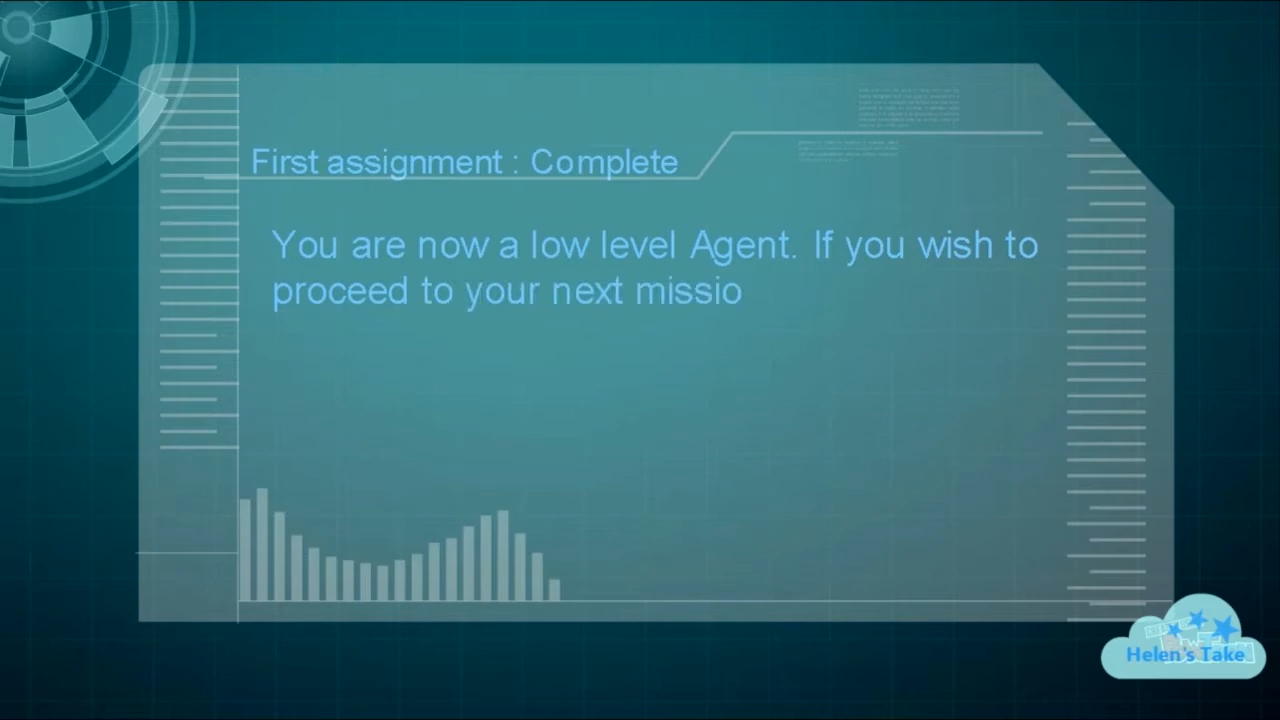 First assignment : Complete
You are now a low level Agent. If you wish to
proceed to your next missio
Helen's Take